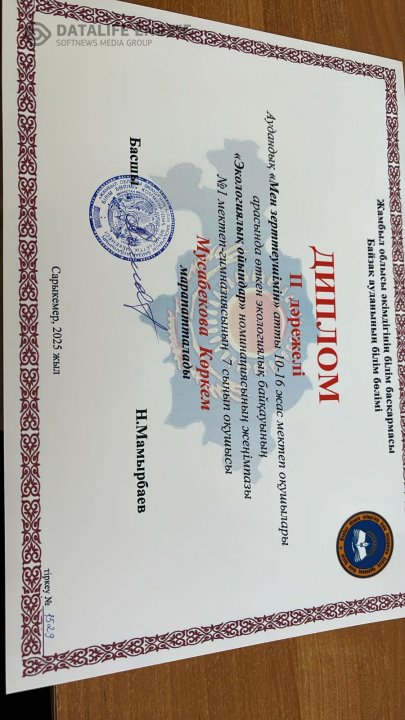 DATALIFE ENGINE
SOFTNEWS MEDIA GROUP
Жамбыл облысы әкімдігінің білім басқармасы
Байзақ ауданының білім бөлімі
ДИПЛОМ
II дәрежелі
Аудандық «Мен зерттеушімін» атты 10-16 жас мектеп оқушылары
арасында өткен экологиялық байқауының
«Экологиялық ойындар» номинациясының жеңімпазы
№1 мектеп-гимназиясының 7 сынып оқушысы
Мусабекова Көркем
марапатталады
Басшы Н.Мамырбаев
Сарыкемер, 2025 жыл
тіркеу № 1529